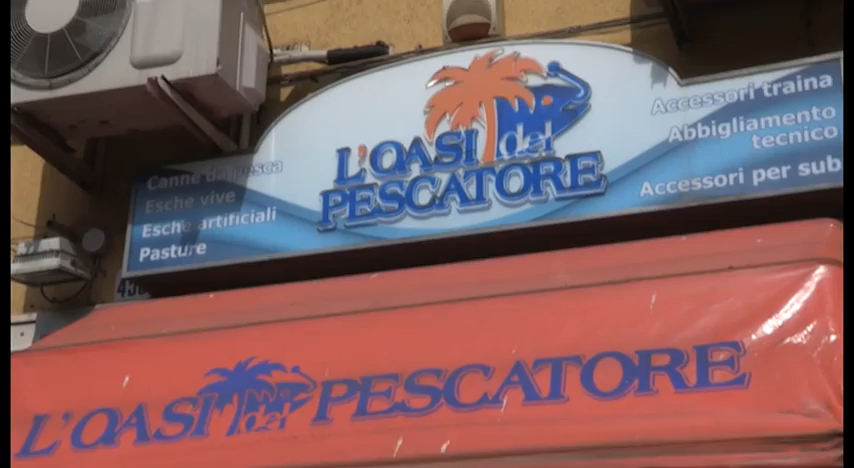 L'OASI
del
PESCATORE
Canne da pesca
Esche vive
Esche artificiali
Pasture
Accessori traina
Abbigliamento
tecnico
Accessori per sub
L'OASI del PESCATORE